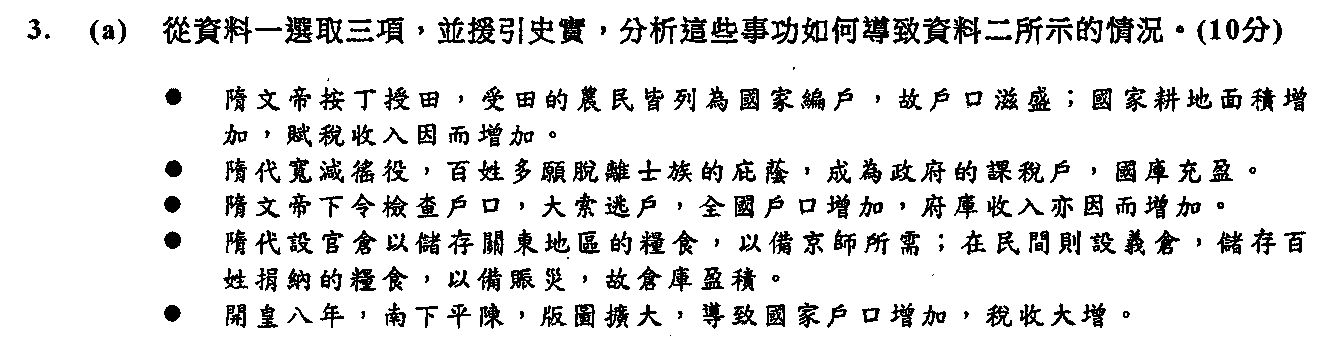 3. (a) 從資料一選取三項，並援引史實，分析這些事功如何導致資料二所示的情況。(10分)
● 隋文帝按丁授田，受田的農民皆列為國家編戶，故戶口滋盛；國家耕地面積增
加，賦稅收入因而增加。
● 隋代寬減徭役，百姓多願脫離士族的庇蔭，成為政府的課稅戶，國庫充盈。
● 隋文帝下令檢查戶口，大索逃戶，全國戶口增加，府庫收入亦因而增加。
● 隋代設官倉以儲存關東地區的糧食，以備京師所需；在民間則設義倉，儲存百
姓捐納的糧食，以備賑災，故倉庫盈積。
● 開皇八年，南下平陳，版圖擴大，導致國家戶口增加，稅收大增。